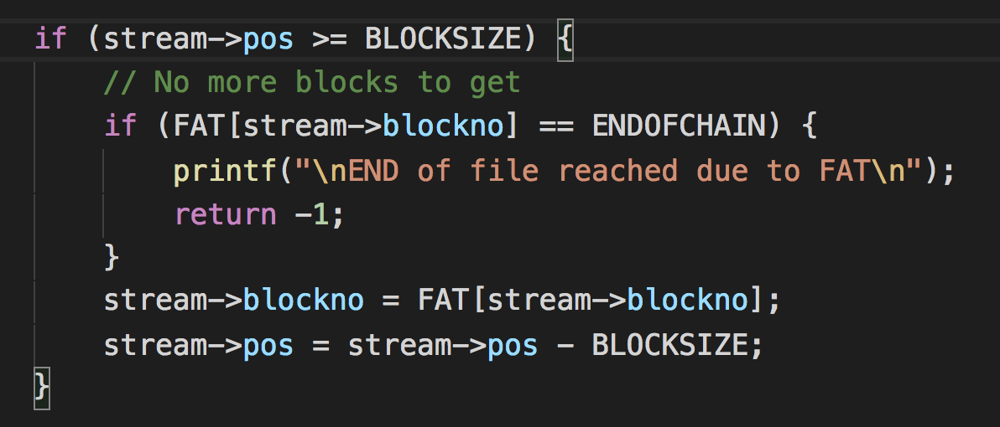 if (stream->pos >= BLOCKSIZE) {
    // No more blocks to get
    if (FAT[stream->blockno] == ENDOFCHAIN) {
        printf("\nEND of file reached due to FAT\n");
        return -1;
    }
    stream->blockno = FAT[stream->blockno];
    stream->pos = stream->pos - BLOCKSIZE;
}